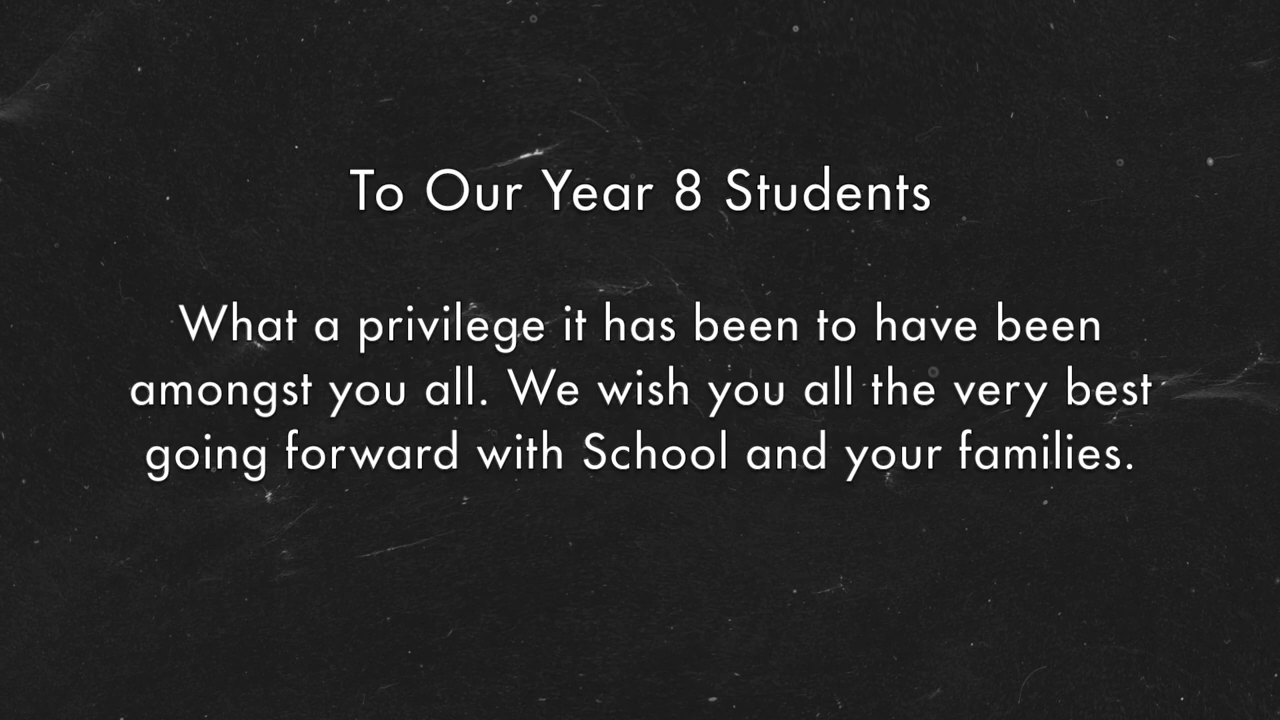 To Our Year 8 Students
What a privilege it has been to have been
amongst you all. We wish you all the very best
going forward with School and your families.